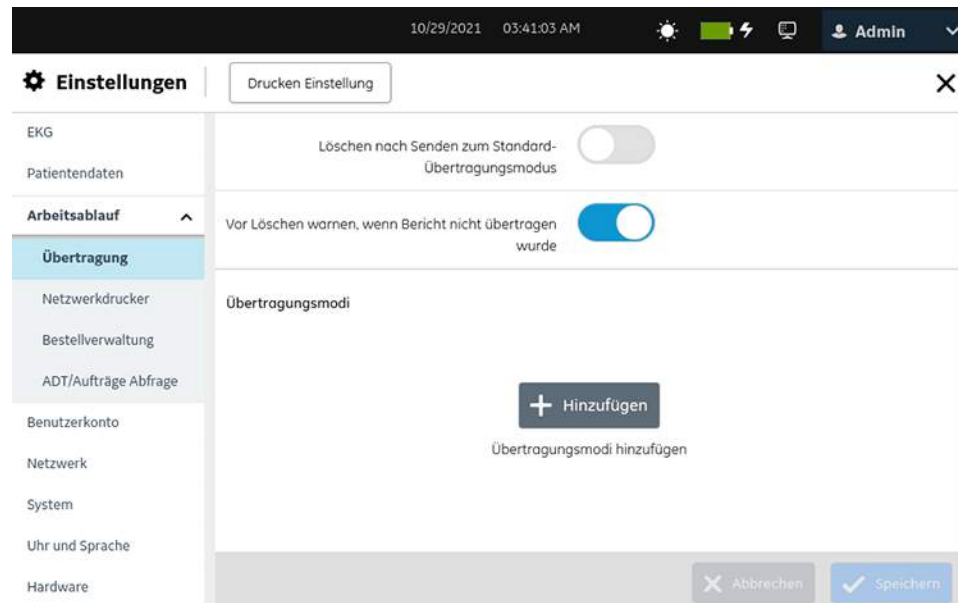 10/29/2021 03:41:03 AM Admin
Einstellungen Drucken Einstellung
EKG
Patientendaten
Arbeitsablauf
Übertragung
Netzwerkdrucker
Bestellverwaltung
ADT/Aufträge Abfrage
Benutzerkonto
Netzwerk
System
Uhr und Sprache
Hardware
Löschen nach Senden zum Standard-
Übertragungsmodus
Vor Löschen warnen, wenn Bericht nicht übertragen
wurde
Übertragungsmodi
Hinzufügen
Übertragungsmodi hinzufügen
Abbrechen Speichern